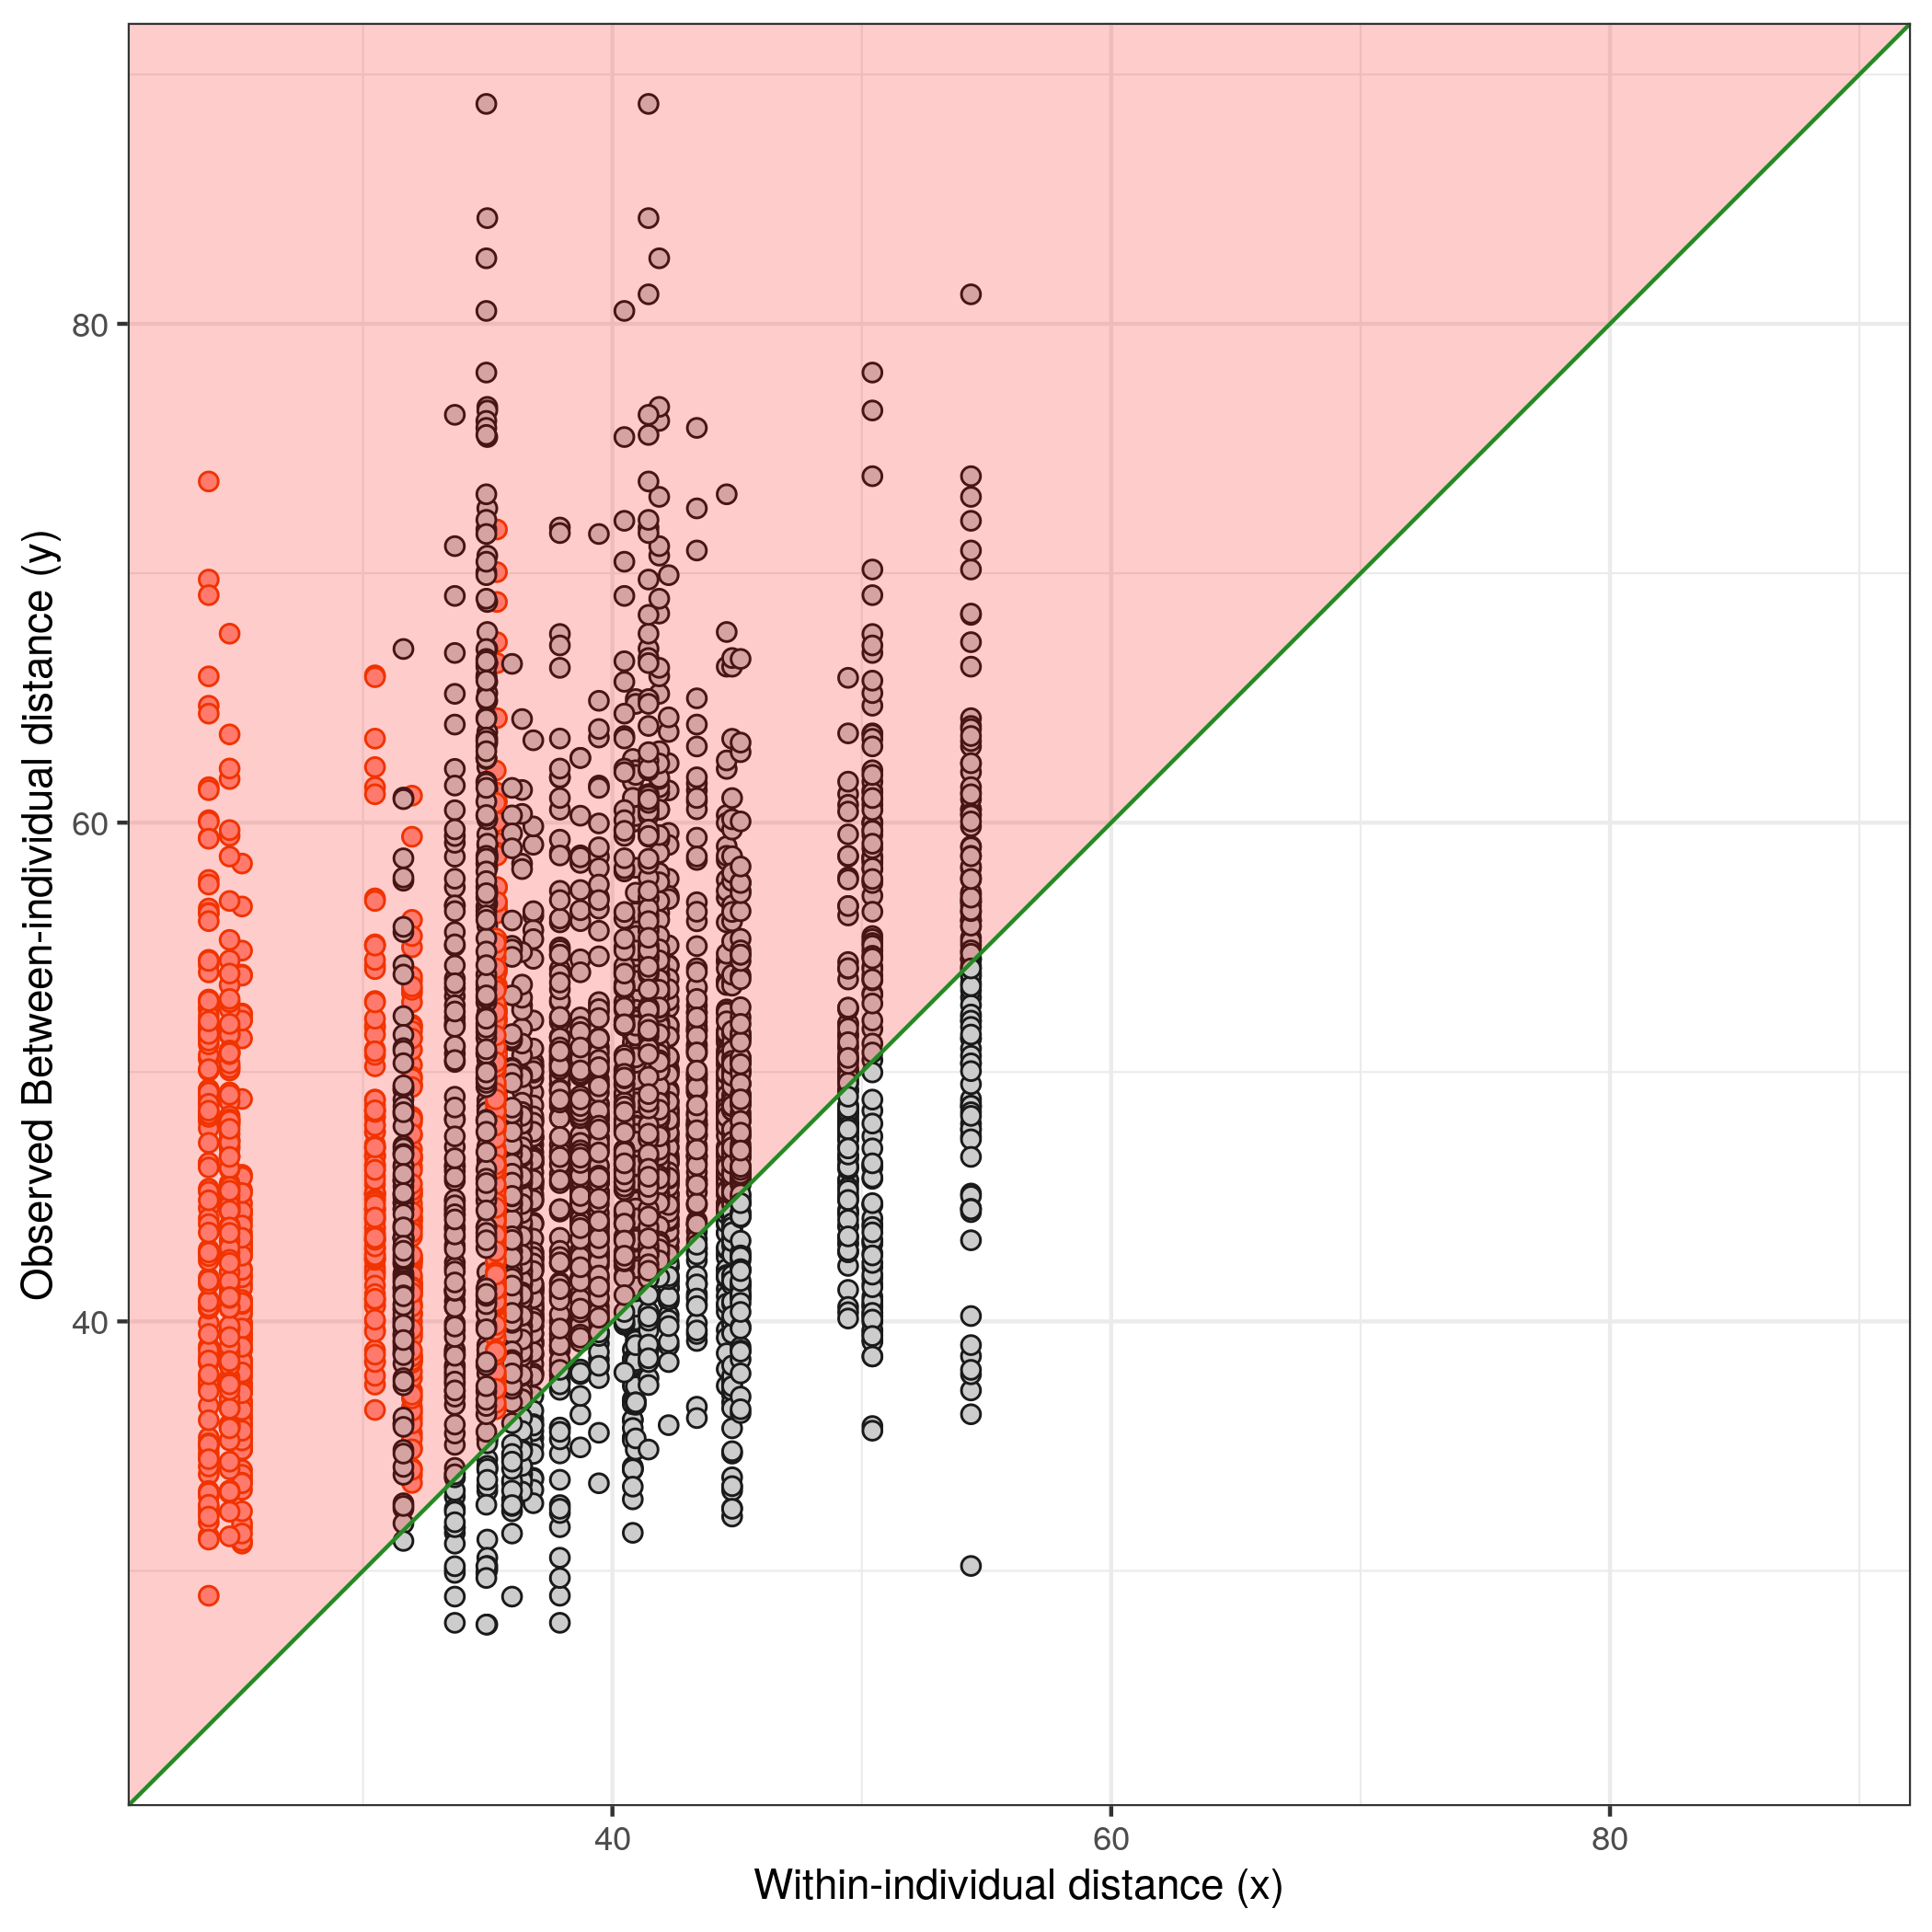 Observed Between-individual distance (y)
80
60
40
40 60 80
Within-individual distance (x)